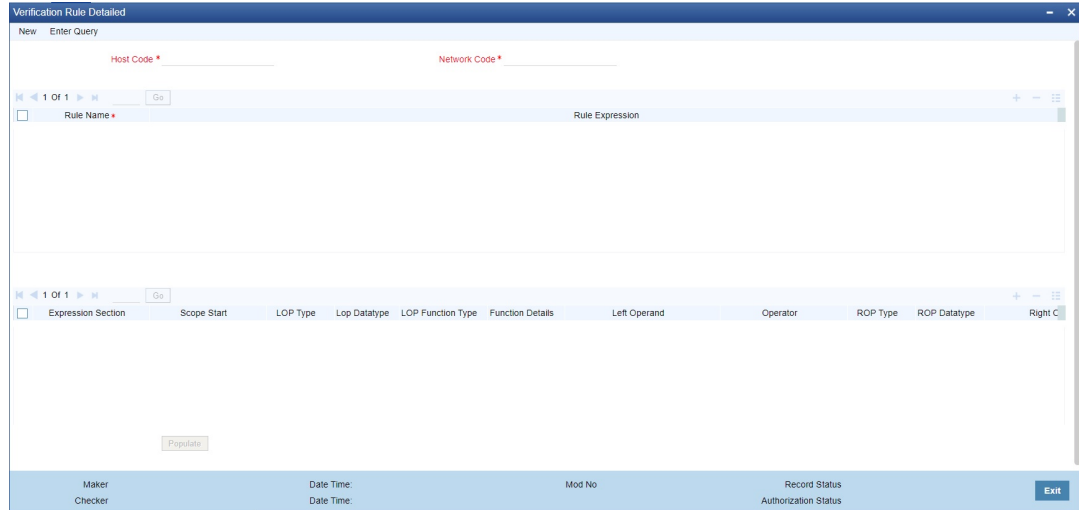 Verification Rule Detailed
New Enter Query
Host Code * Network Code *
1 Of 1 Go
Rule Name * Rule Expression
1 Of 1 Go
Expression Section Scope Start LOP Type Lop Datatype LOP Function Type Function Details Left Operand Operator ROP Type ROP Datatype Right O
Populate
Maker Date Time: Mod No Record Status
Checker Date Time: Authorization Status
Exit